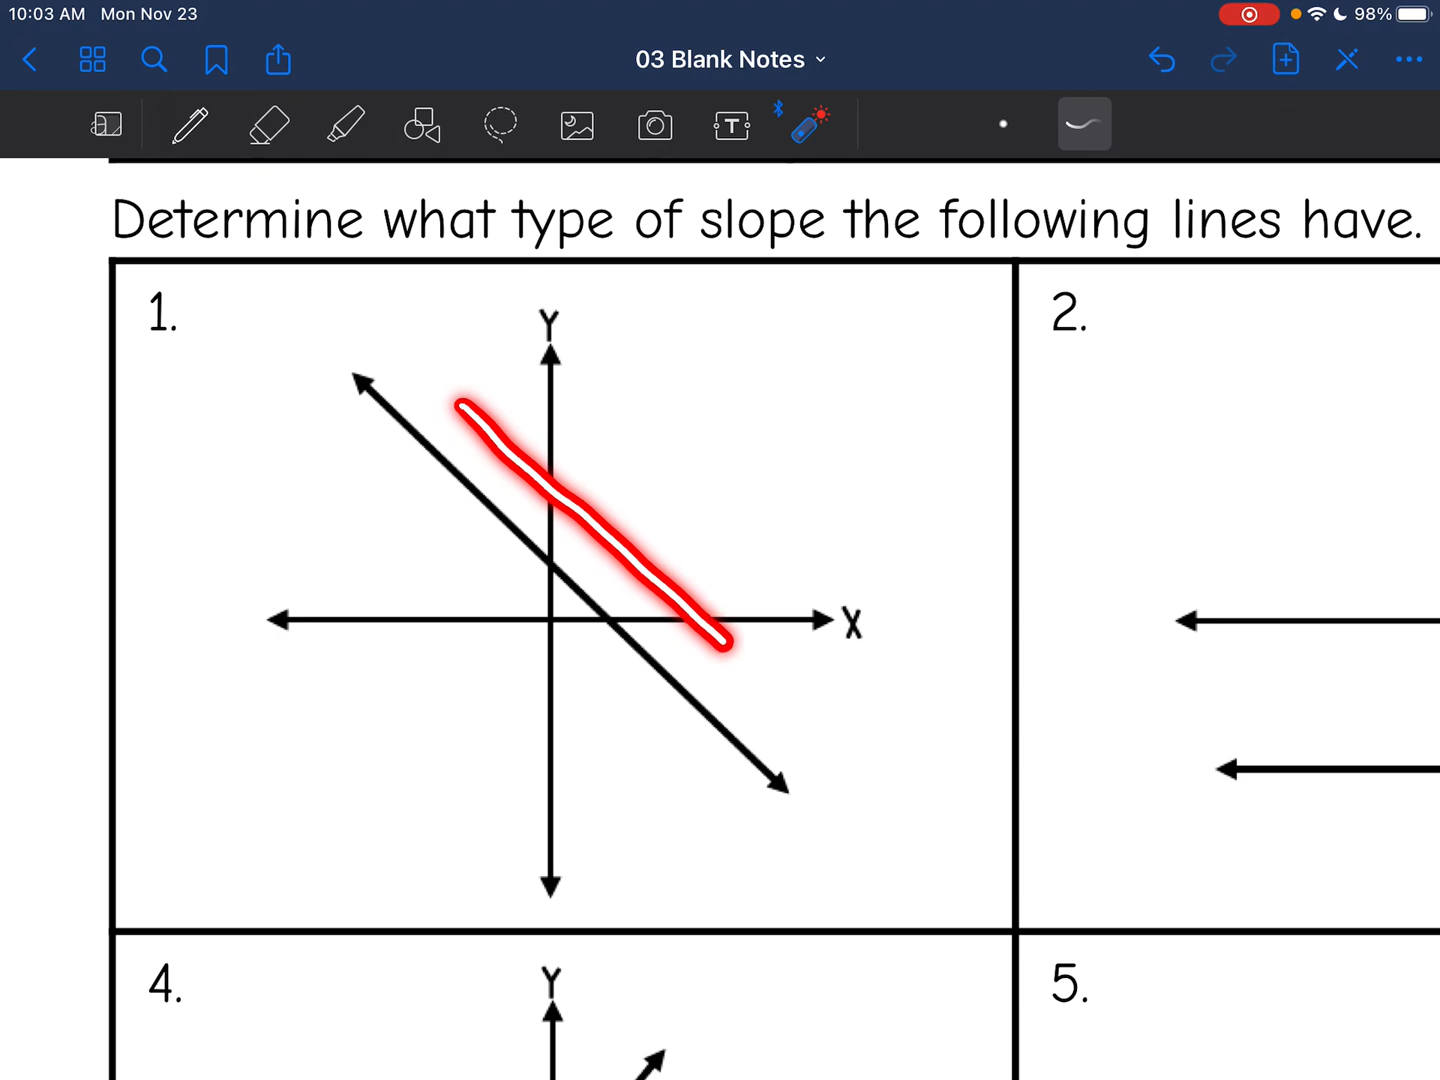 10:03 AM Mon Nov 23
98%
03 Blank Notes
T
Determine what type of slope the following lines have.
1.
Y
X
2.
4.
Y
5.